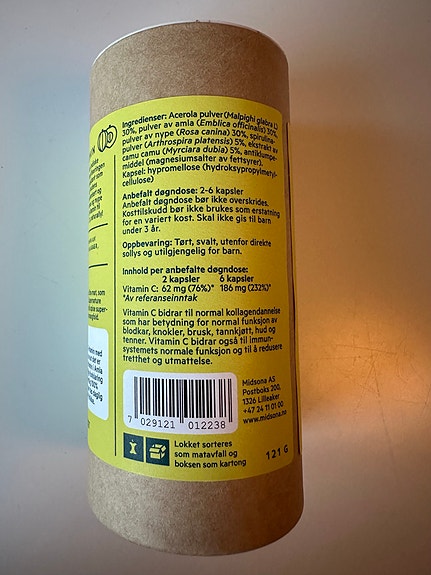 Ingredienser: Acerola pulver (Malpighi glabra L)
30%, pulver av amla (Emblica officinalis) 30%,
pulver av nype (Rosa canina) 30%, spirulina-
pulver (Arthrospira platensis) 5%, ekstrakt av
camu camu (Myrciara dubia) 5%, antiklumpe-
middel (magnesiumsalter av fettsyrer).
Kapsel: hypromellose (hydroksypropylmetyl-
cellulose)
Anbefalt døgndose: 2-6 kapsler
Anbefalt døgndose bør ikke overskrides.
Kosttilskudd bør ikke brukes som erstatning
for en variert kost. Skal ikke gis til barn
under 3 år.
Oppbevaring: Tørt, svalt, utenfor direkte
sollys og utilgjengelig for barn.
Innhold per anbefalte døgndose:
2 kapsler 6 kapsler
Vitamin C: 62 mg (76%)* 186 mg (232%)*
*Av referanseinntak
Vitamin C bidrar til normal kollagendannelse
som har betydning for normal funksjon av
blodkar, knokler, brusk, tannkjøtt, hud og
tenner. Vitamin C bidrar også til immun-
systemets normale funksjon og til å redusere
tretthet og utmattelse.
7 029121 012238
Midsona AS
Postboks 200,
1326 Lilleaker
+47 24 11 01 00
www.midsona.no
Lokket sorteres
som matavfall og
boksen som kartong
121 G